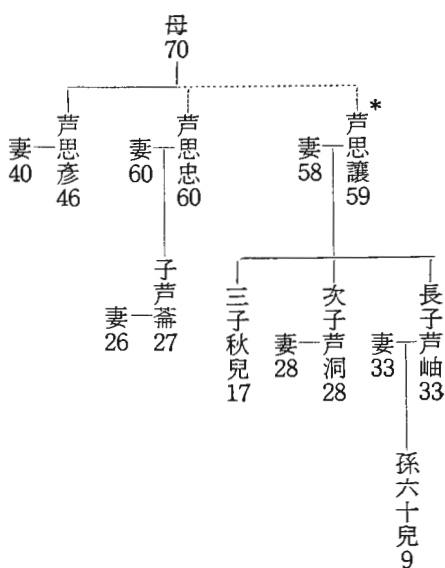 母
70
*
芦思讓
59
妻
58
芦思忠
60
妻
60
芦思彥
46
妻
40
長子芦岫
33
妻
33
次子芦洞
28
妻
28
三子秋兒
17
子芦崙
27
妻
26
孫六十兒
9